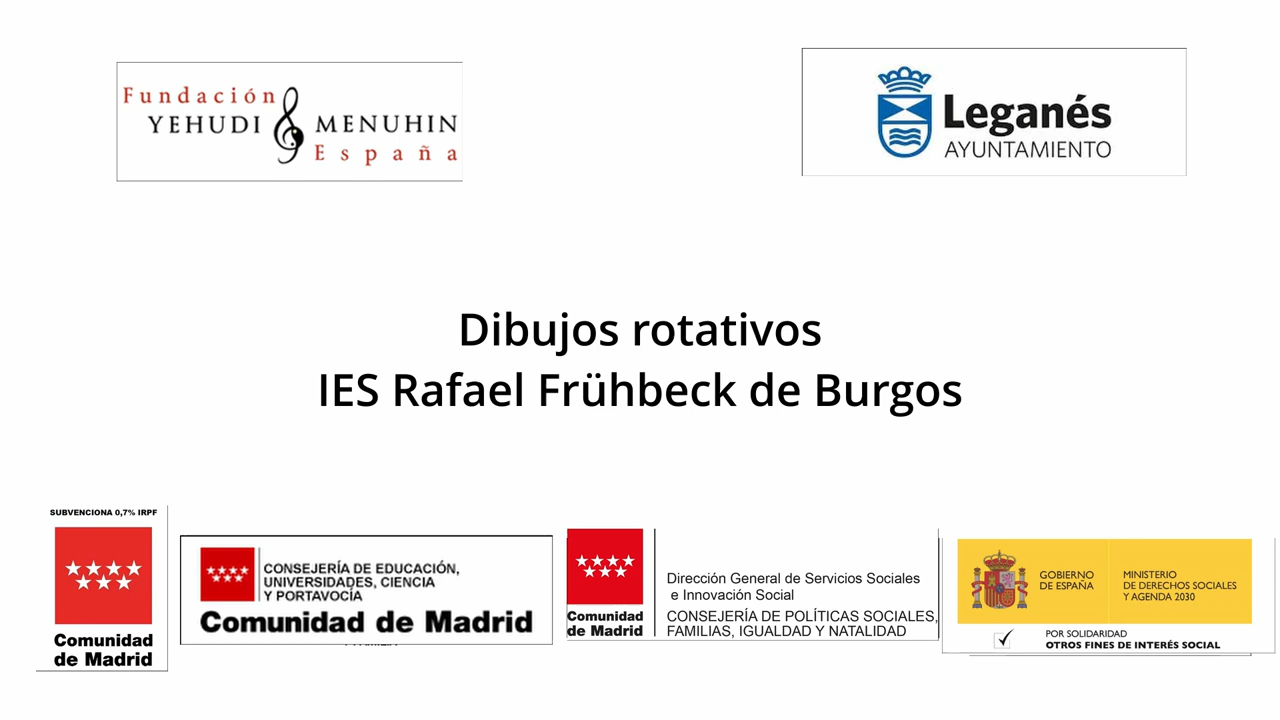 Fundación
YEHUDI MENUHIN
España
Leganés
AYUNTAMIENTO
Dibujos rotativos
IES Rafael Frühbeck de Burgos
SUBVENCIONA 0,7% IRPF
Comunidad
de Madrid
CONSEJERÍA DE EDUCACIÓN,
UNIVERSIDADES, CIENCIA
Y PORTAVOCÍA
Comunidad de Madrid
Comunidad
de Madrid
Dirección General de Servicios Sociales
e Innovación Social
CONSEJERÍA DE POLÍTICAS SOCIALES,
FAMILIAS, IGUALDAD Y NATALIDAD
GOBIERNO
DE ESPAÑA
MINISTERIO
DE DERECHOS SOCIALES
Y AGENDA 2030
POR SOLIDARIDAD
OTROS FINES DE INTERÉS SOCIAL